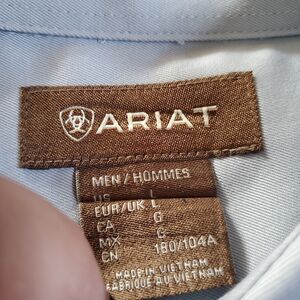 ARIAT
MEN / HOMMES
US L
EUR/UK L
CA G
MX G
CN 180/104A
MADE IN VIETNAM
FABRIQUÉ AU VIETNAM